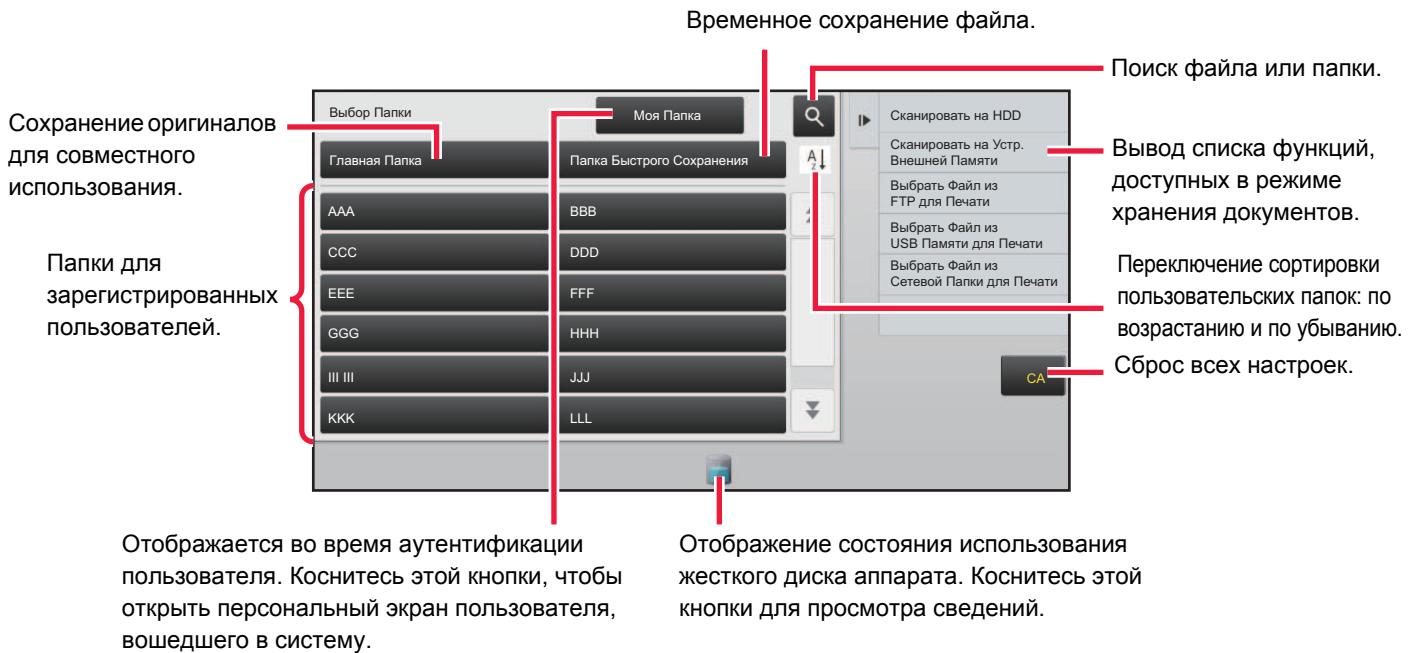 Временное сохранение файла.
Поиск файла или папки.
Сохранение оригиналов
для совместного
использования.
Выбор Папки
Моя Папка
Сканировать на HDD
Главная Папка
Папка Быстрого Сохранения
A
Z
Сканировать на Устр.
Внешней Памяти
Вывод списка функций,
доступных в режиме
хранения документов.
Выбрать Файл из
FTP для Печати
AAA
BBB
Выбрать Файл из
USB Памяти для Печати
CCC
DDD
Выбрать Файл из
Сетевой Папки для Печати
Папки для
зарегистрированных
пользователей.
EEE
FFF
Переключение сортировки
пользовательских папок: по
возрастанию и по убыванию.
GGG
HHH
III III
JJJ
CA
Сброс всех настроек.
KKK
LLL
Отображается во время аутентификации
пользователя. Коснитесь этой кнопки, чтобы
открыть персональный экран пользователя,
вошедшего в систему.
Отображение состояния использования
жесткого диска аппарата. Коснитесь этой
кнопки для просмотра сведений.